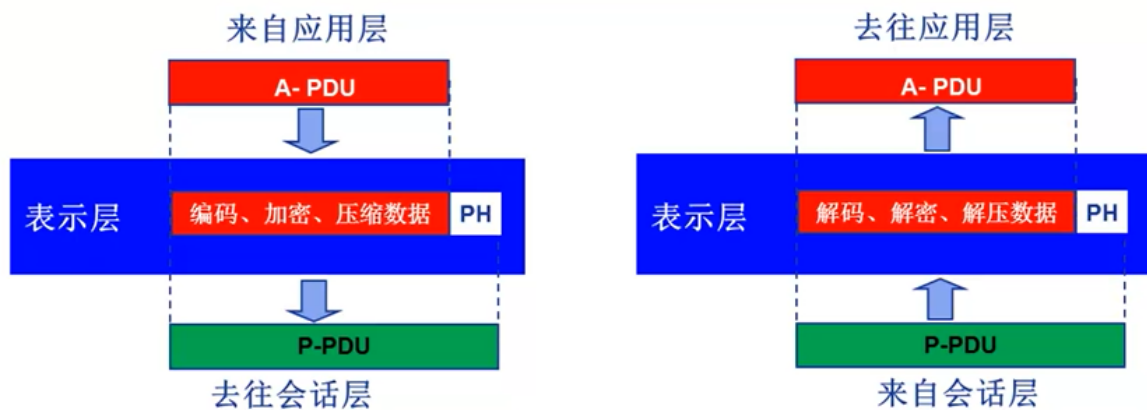 来自应用层
A- PDU
表示层
编码、加密、压缩数据
PH
P-PDU
去往会话层
去往应用层
A- PDU
表示层
解码、解密、解压数据
PH
P-PDU
来自会话层